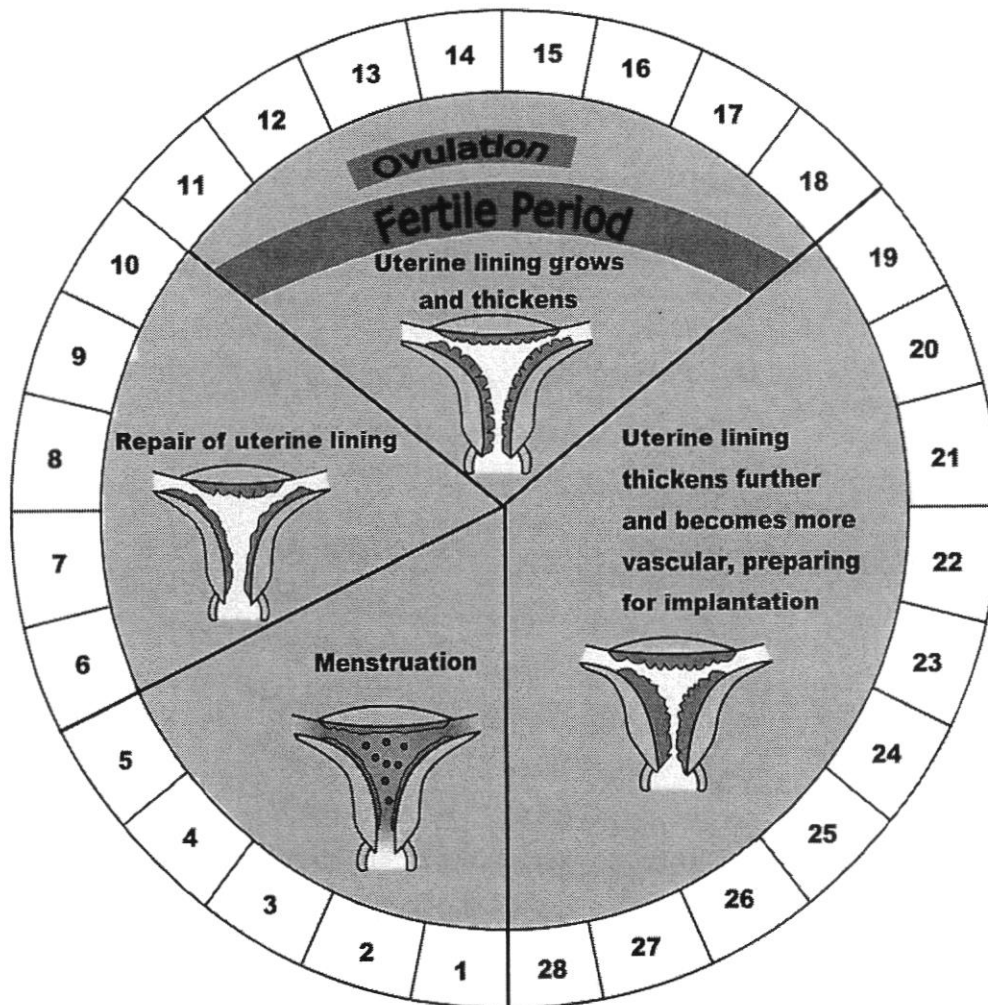 14
15
13
16
12
17
11
18
10
19
9
20
8
21
7
22
6
23
5
24
4
25
3
26
2
27
1
28
Ovulation
Fertile Period
Uterine lining grows
and thickens
Repair of uterine lining
Uterine lining
thickens further
and becomes more
vascular, preparing
for implantation
Menstruation